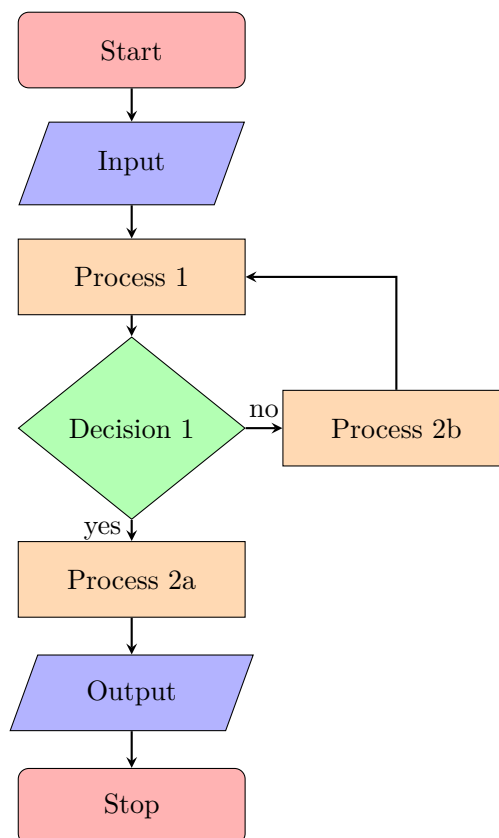 Start
Input
Process 1
Decision 1
no
Process 2b
yes
Process 2a
Output
Stop